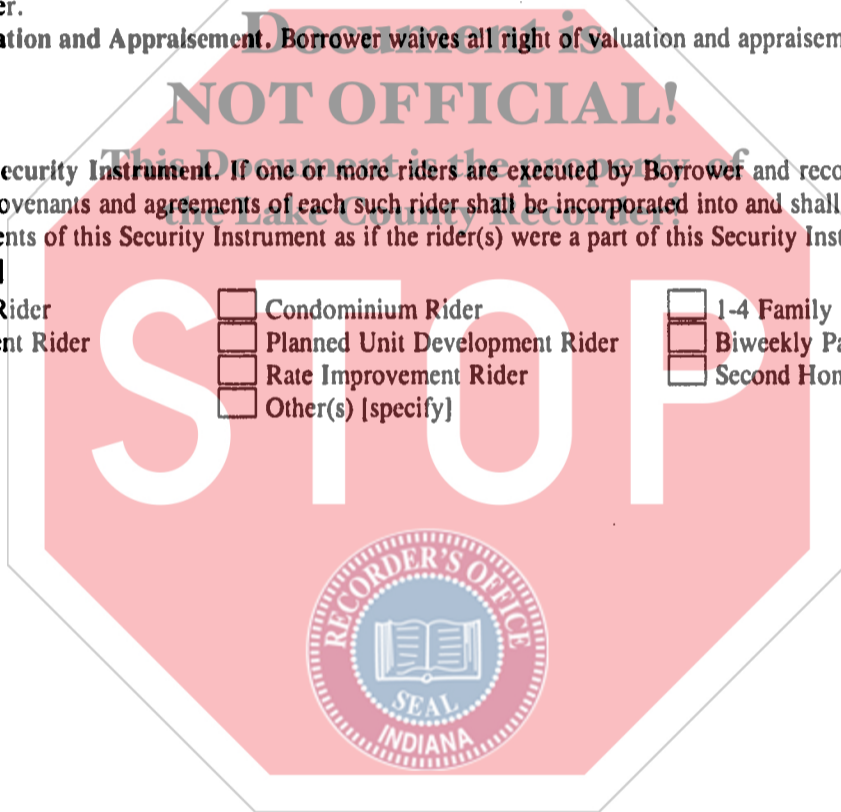 er.
Document is
ation and Appraisement. Borrower waives all right of valuation and appraisem
NOT OFFICIAL!
This Document is the property of
ecurity Instrument. If one or more riders are executed by Borrower and reco
ovenants and agreements of each such rider shall be incorporated into and shall
the Lake County Recorder!
ents of this Security Instrument as if the rider(s) were a part of this Security Inst
]
Rider Condominium Rider 1-4 Family
ent Rider Planned Unit Development Rider Biweekly Pa
Rate Improvement Rider Second Hom
Other(s) [specify]
STOP
RECORDER'S OFFICE
SEAL
INDIANA